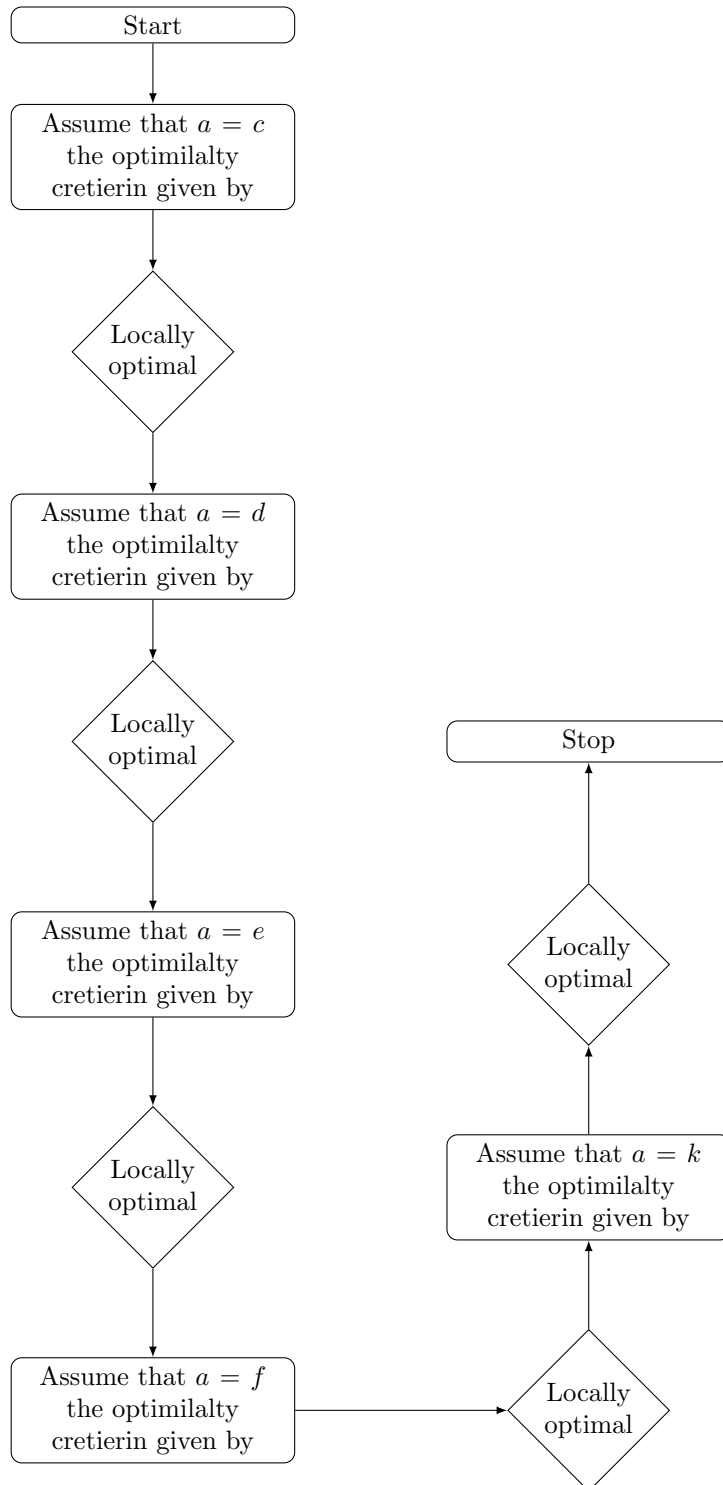 Start
Assume that a = c
the optimilalty
cretierin given by
Locally
optimal
Assume that a = d
the optimilalty
cretierin given by
Locally
optimal
Assume that a = e
the optimilalty
cretierin given by
Locally
optimal
Assume that a = f
the optimilalty
cretierin given by
Locally
optimal
Assume that a = k
the optimilalty
cretierin given by
Locally
optimal
Stop